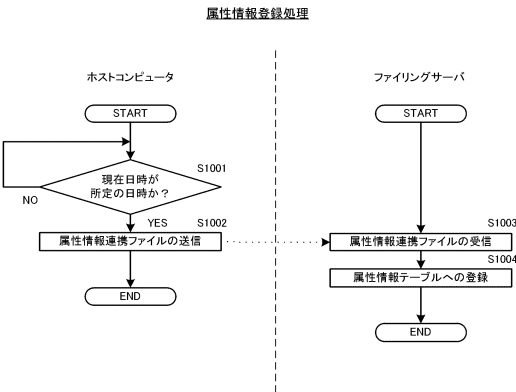 属性情報登録処理
ホストコンピュータ
START
S1001
現在日時が
所定の日時か？
NO
YES
S1002
属性情報連携ファイルの送信
END
ファイリングサーバ
START
S1003
属性情報連携ファイルの受信
S1004
属性情報テーブルへの登録
END